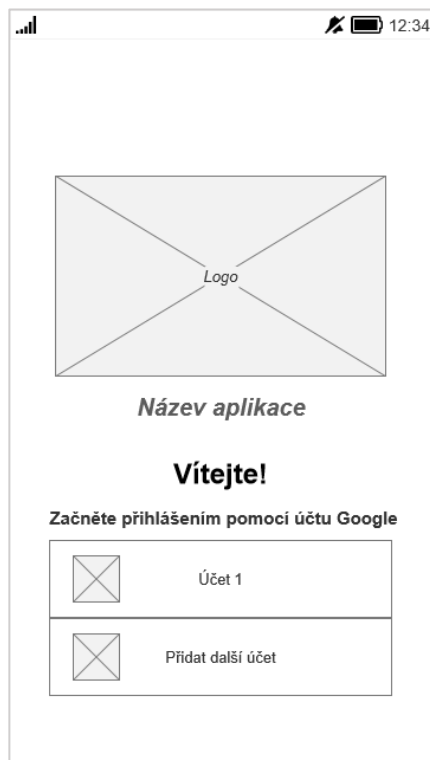 12:34
Logo
Název aplikace
Vítejte!
Začněte přihlášením pomocí účtu Google
Účet 1
Přidat další účet